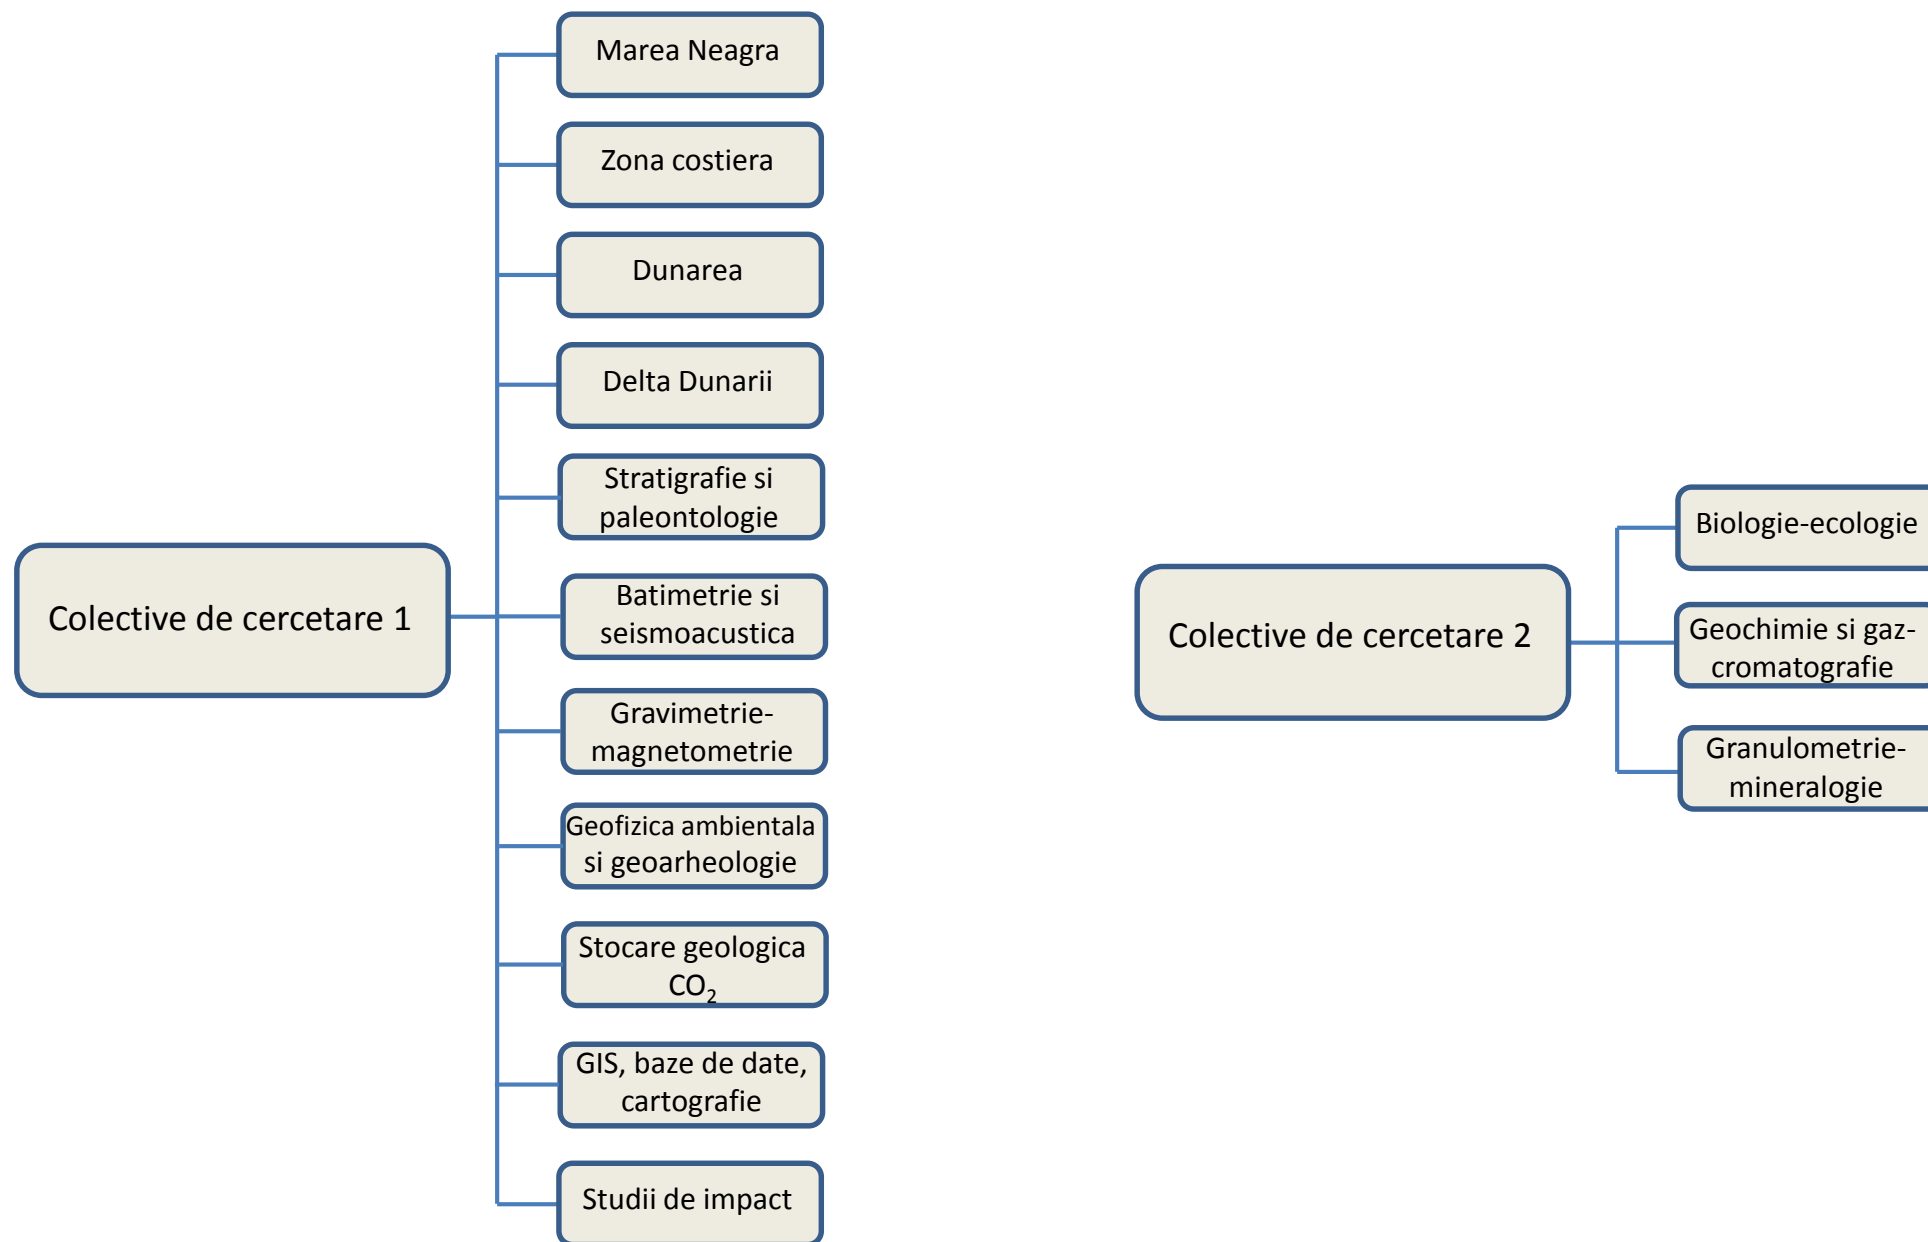 Marea Neagra
Zona costiera
Dunarea
Delta Dunarii
Stratigrafie si
paleontologie
Colective de cercetare 1
Batimetrie si
seismoacustica
Gravimetrie-
magnetometrie
Geofizica ambientala
si geoarheologie
Stocare geologica
CO₂
GIS, baze de date,
cartografie
Studii de impact
Colective de cercetare 2
Biologie-ecologie
Geochimie si gaz-
cromatografie
Granulometrie-
mineralogie